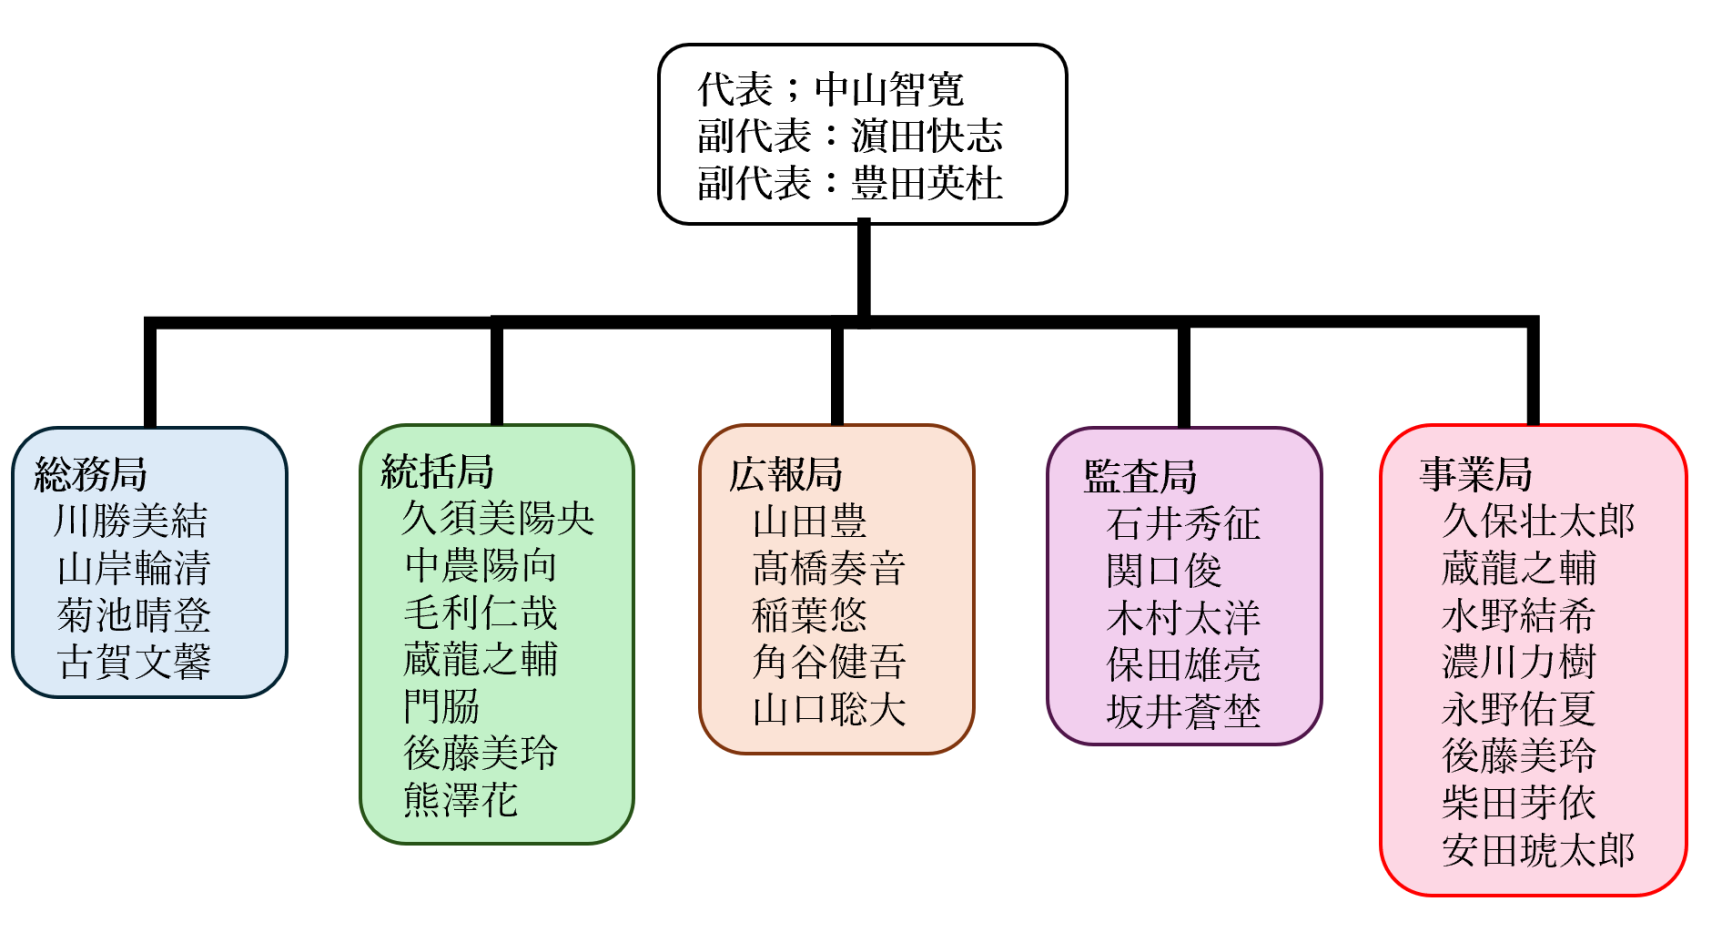 代表；中山智寛
副代表：濵田快志
副代表：豊田英杜
総務局
川勝美結
山岸輪清
菊池晴登
古賀文馨
統括局
久須美陽央
中農陽向
毛利仁哉
蔵龍之輔
門脇
後藤美玲
熊澤花
広報局
山田豊
髙橋奏音
稲葉悠
角谷健吾
山口聡大
監査局
石井秀征
関口俊
木村太洋
保田雄亮
坂井蒼埜
事業局
久保壮太郎
蔵龍之輔
水野結希
濃川力樹
永野佑夏
後藤美玲
柴田芽依
安田琥太郎